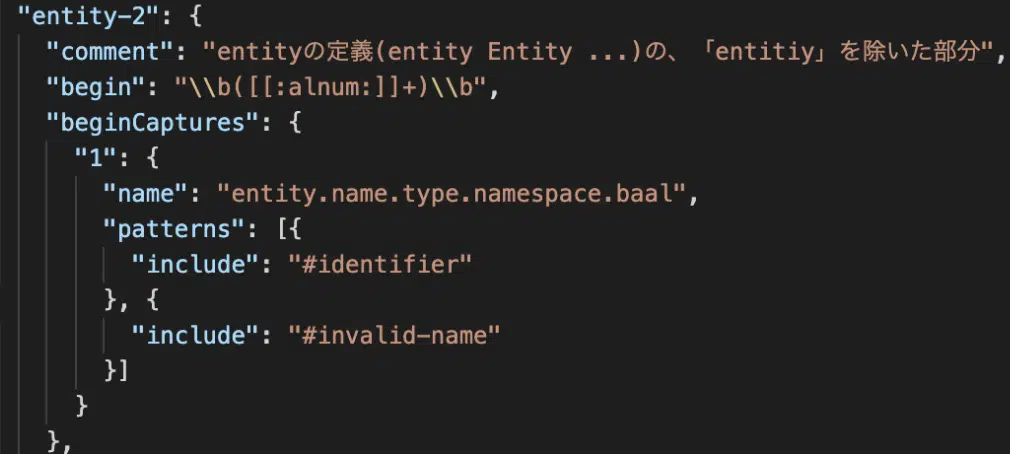 "entity-2": {
"comment": "entityの定義(entity Entity ...)の、「entitiy」を除いた部分",
"begin": "\\b([[:alnum:]]+)\\b",
"beginCaptures": {
"1": {
"name": "entity.name.type.namespace.baal",
"patterns": [{
"include": "#identifier"
}, {
"include": "#invalid-name"
}]
}
},